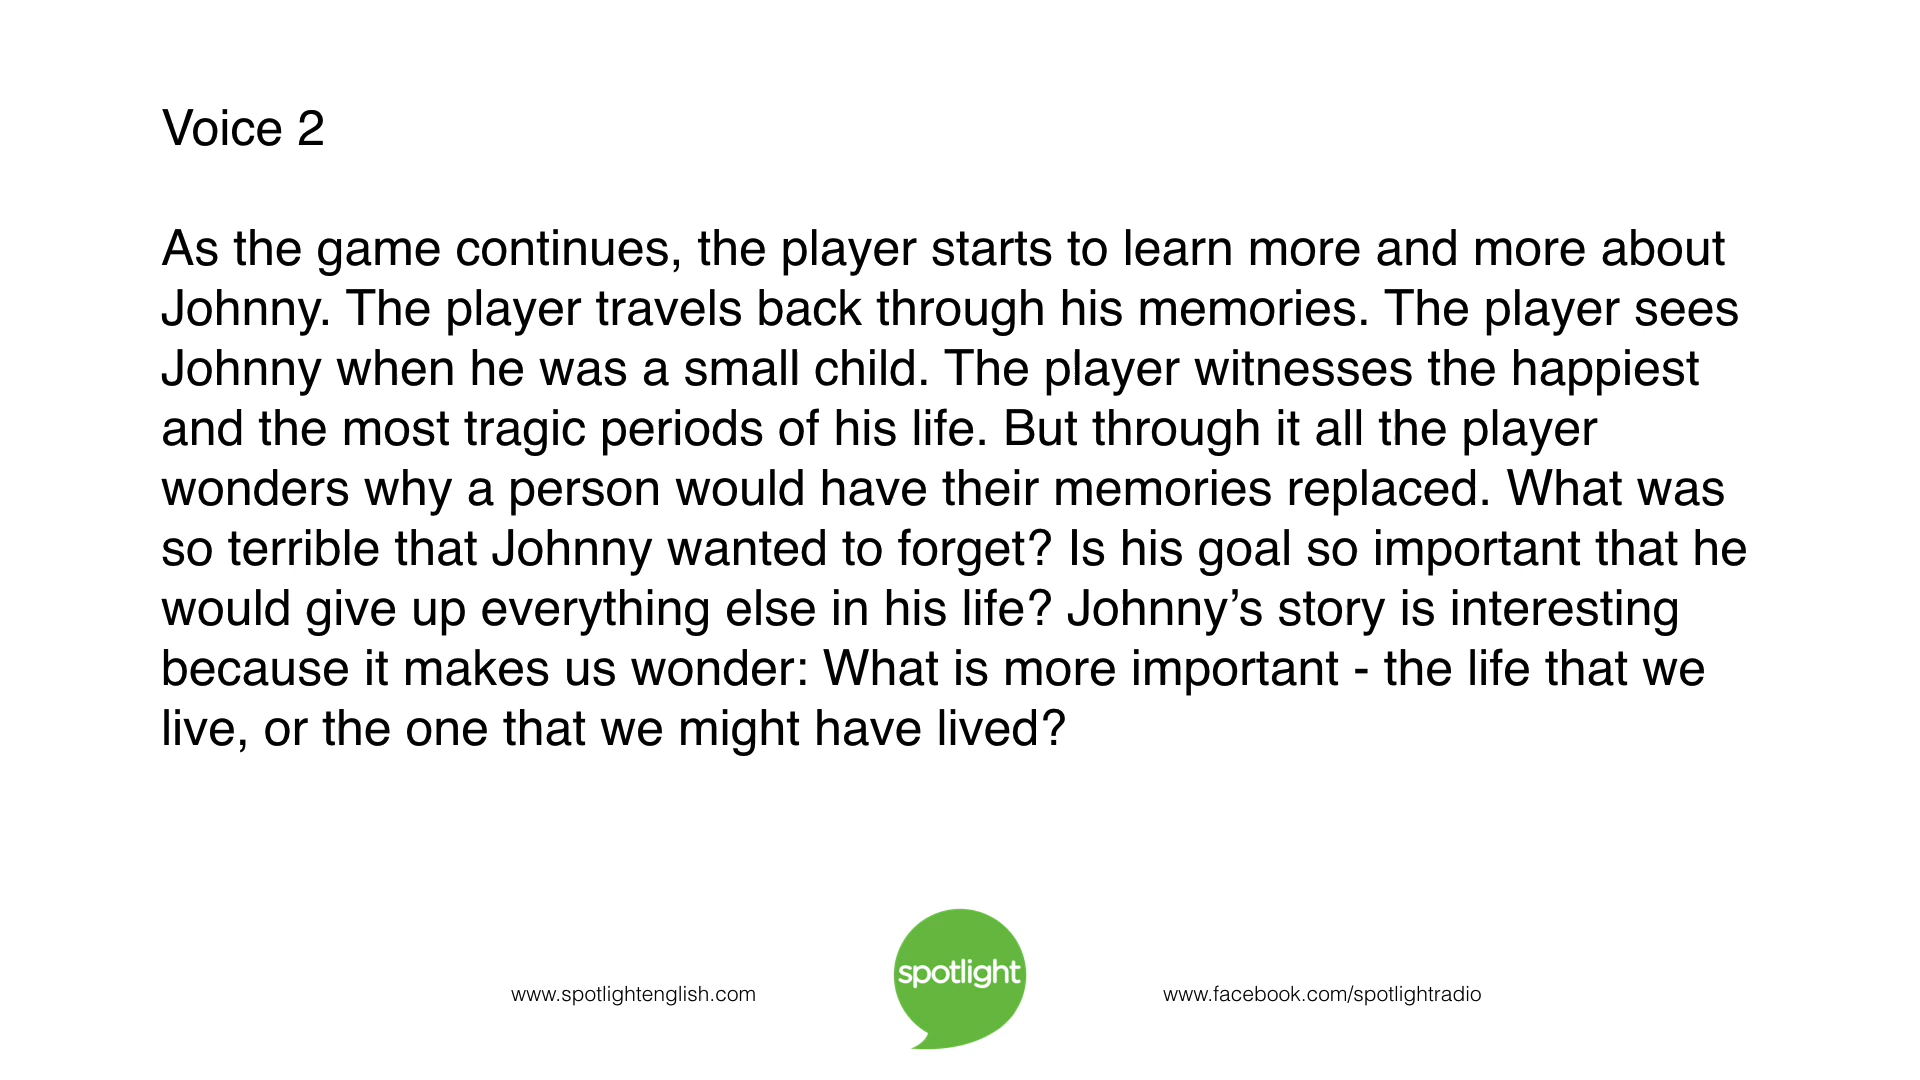 Voice 2
As the game continues, the player starts to learn more and more about
Johnny. The player travels back through his memories. The player sees
Johnny when he was a small child. The player witnesses the happiest
and the most tragic periods of his life. But through it all the player
wonders why a person would have their memories replaced. What was
so terrible that Johnny wanted to forget? Is his goal so important that he
would give up everything else in his life? Johnny’s story is interesting
because it makes us wonder: What is more important - the life that we
live, or the one that we might have lived?
spotlight
www.spotlightenglish.com
www.facebook.com/spotlightradio